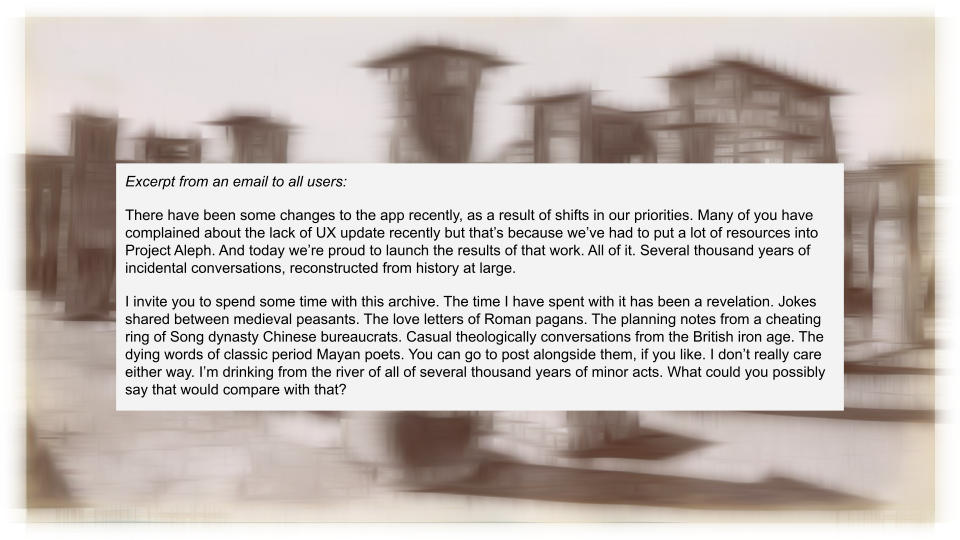 Excerpt from an email to all users:
There have been some changes to the app recently, as a result of shifts in our priorities. Many of you have
complained about the lack of UX update recently but that’s because we’ve had to put a lot of resources into
Project Aleph. And today we’re proud to launch the results of that work. All of it. Several thousand years of
incidental conversations, reconstructed from history at large.
I invite you to spend some time with this archive. The time I have spent with it has been a revelation. Jokes
shared between medieval peasants. The love letters of Roman pagans. The planning notes from a cheating
ring of Song dynasty Chinese bureaucrats. Casual theologically conversations from the British iron age. The
dying words of classic period Mayan poets. You can go to post alongside them, if you like. I don’t really care
either way. I’m drinking from the river of all of several thousand years of minor acts. What could you possibly
say that would compare with that?